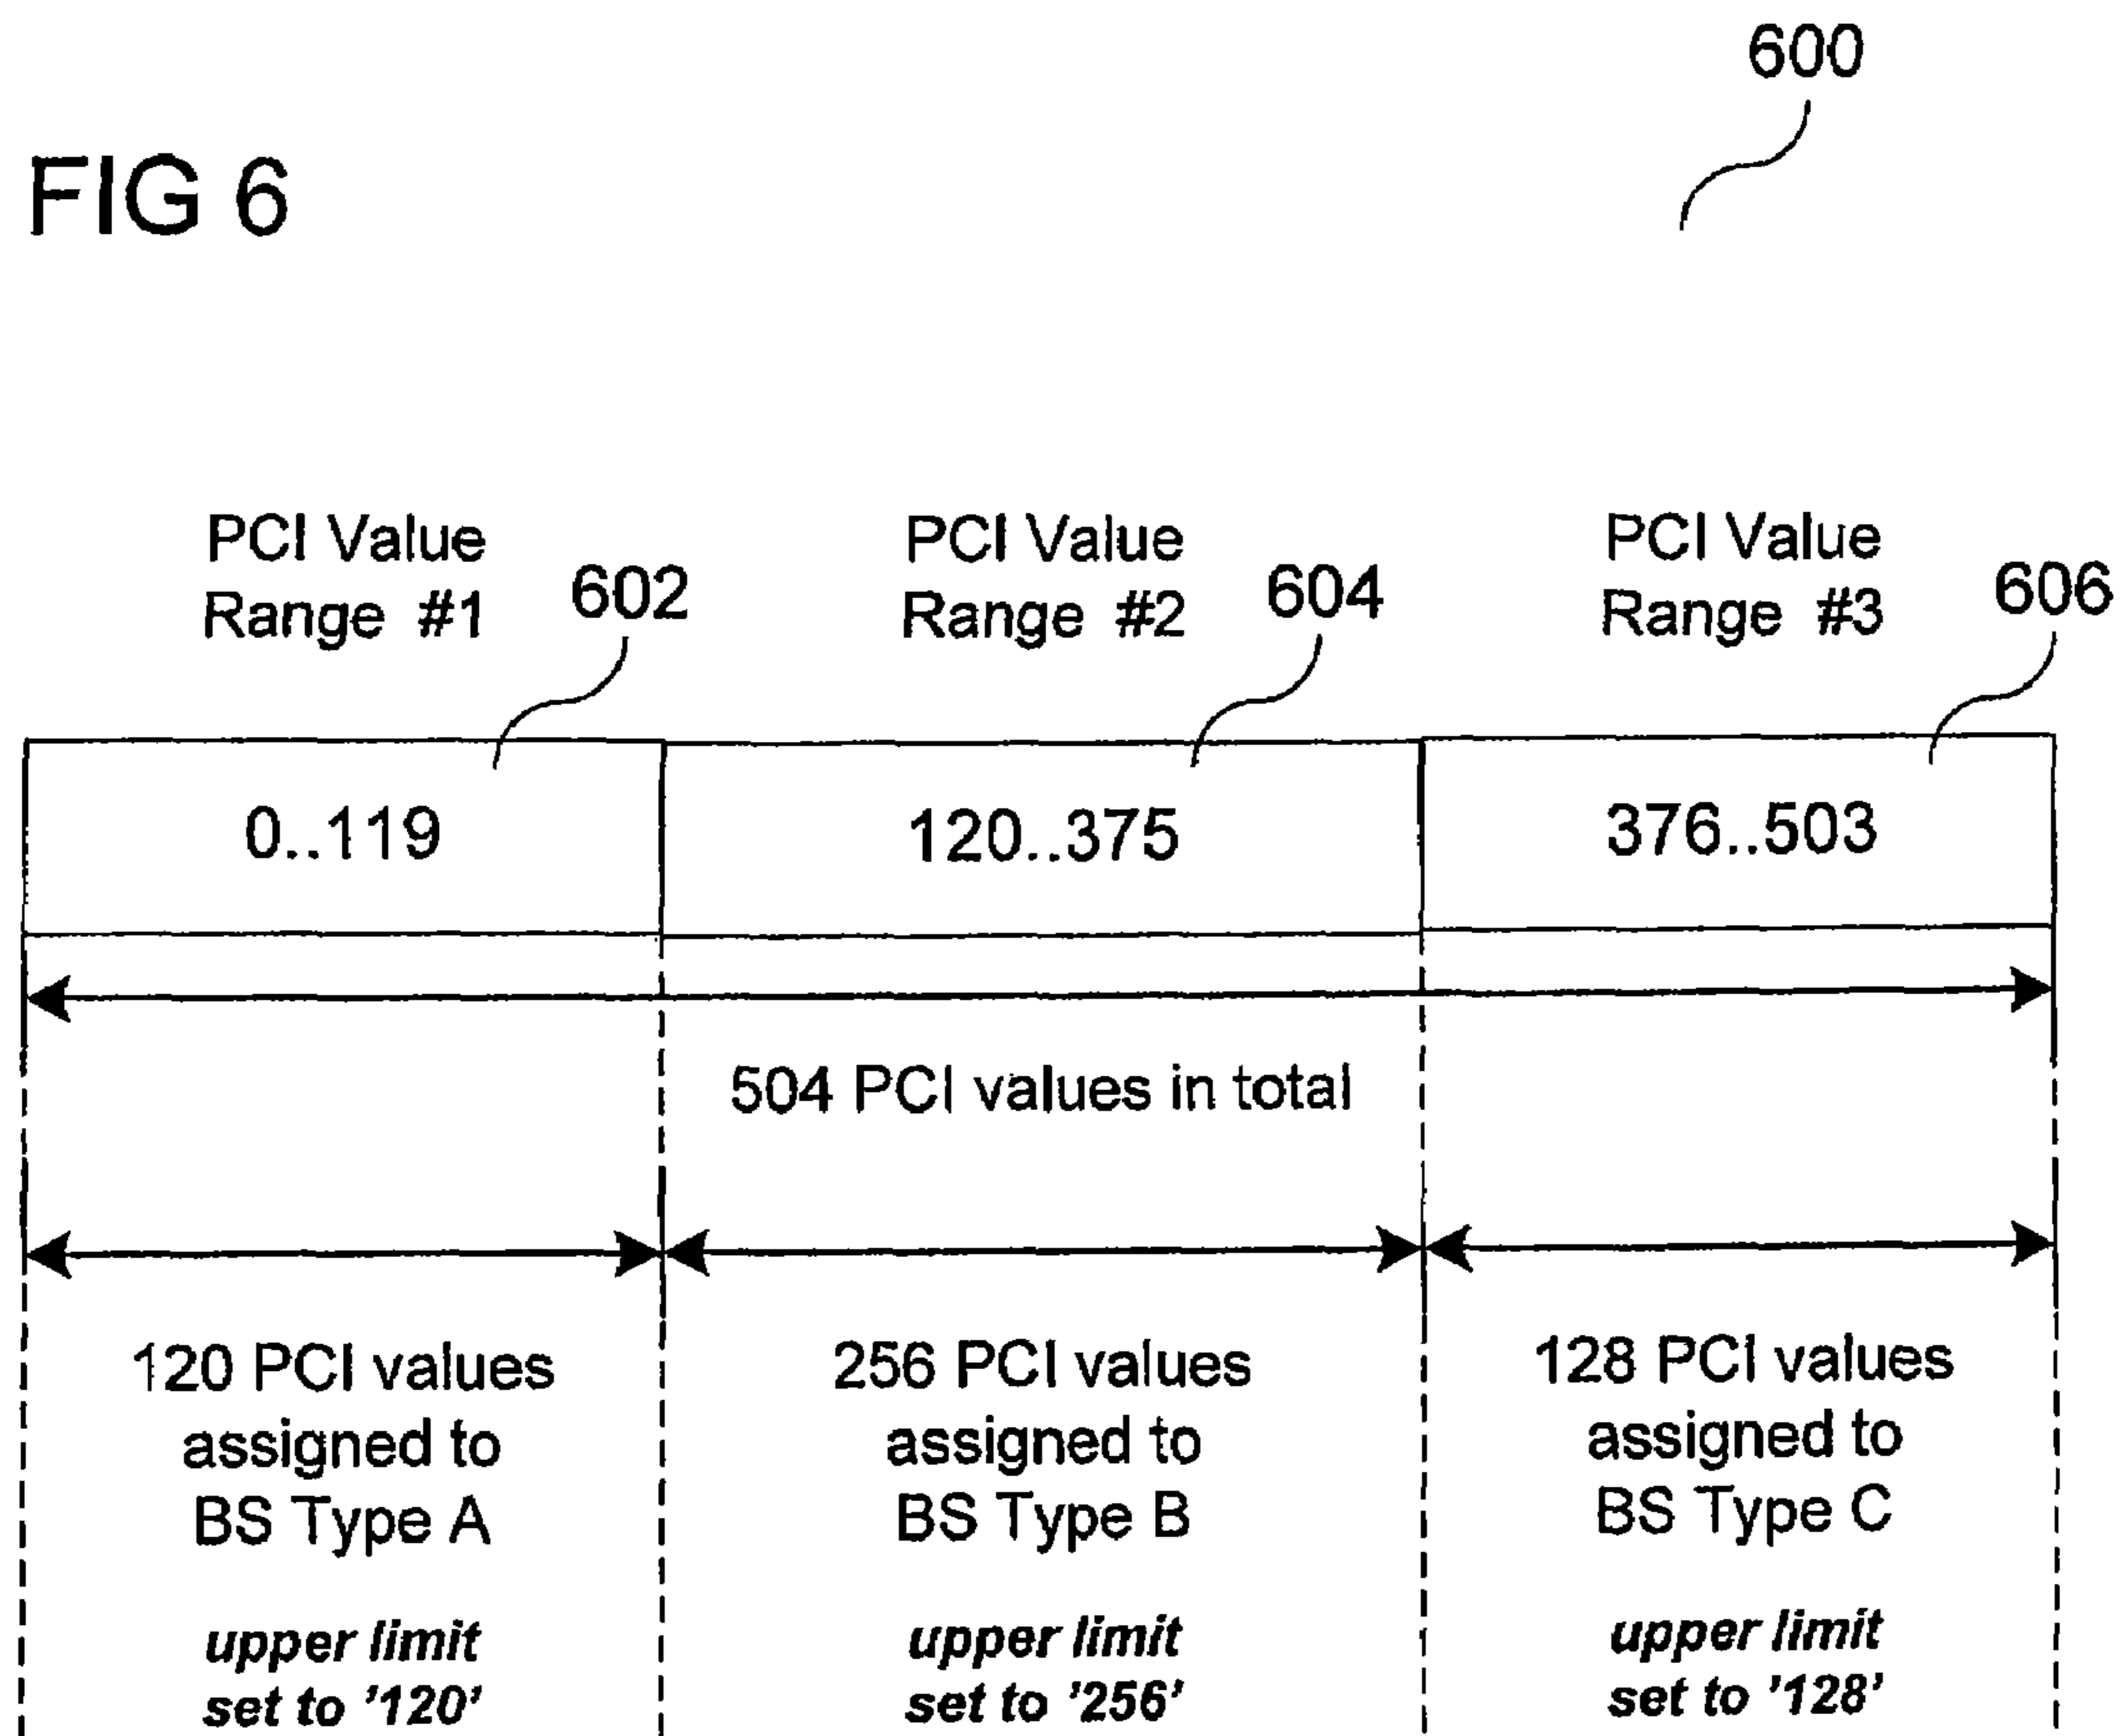 600
FIG 6
PCI Value
Range #1
602
PCI Value
Range #2
604
PCI Value
Range #3
606
0..119
120..375
376..503
504 PCI values in total
120 PCI values
assigned to
BS Type A
256 PCI values
assigned to
BS Type B
128 PCI values
assigned to
BS Type C
upper limit
set to '120'
upper limit
set to '256'
upper limit
set to '128'